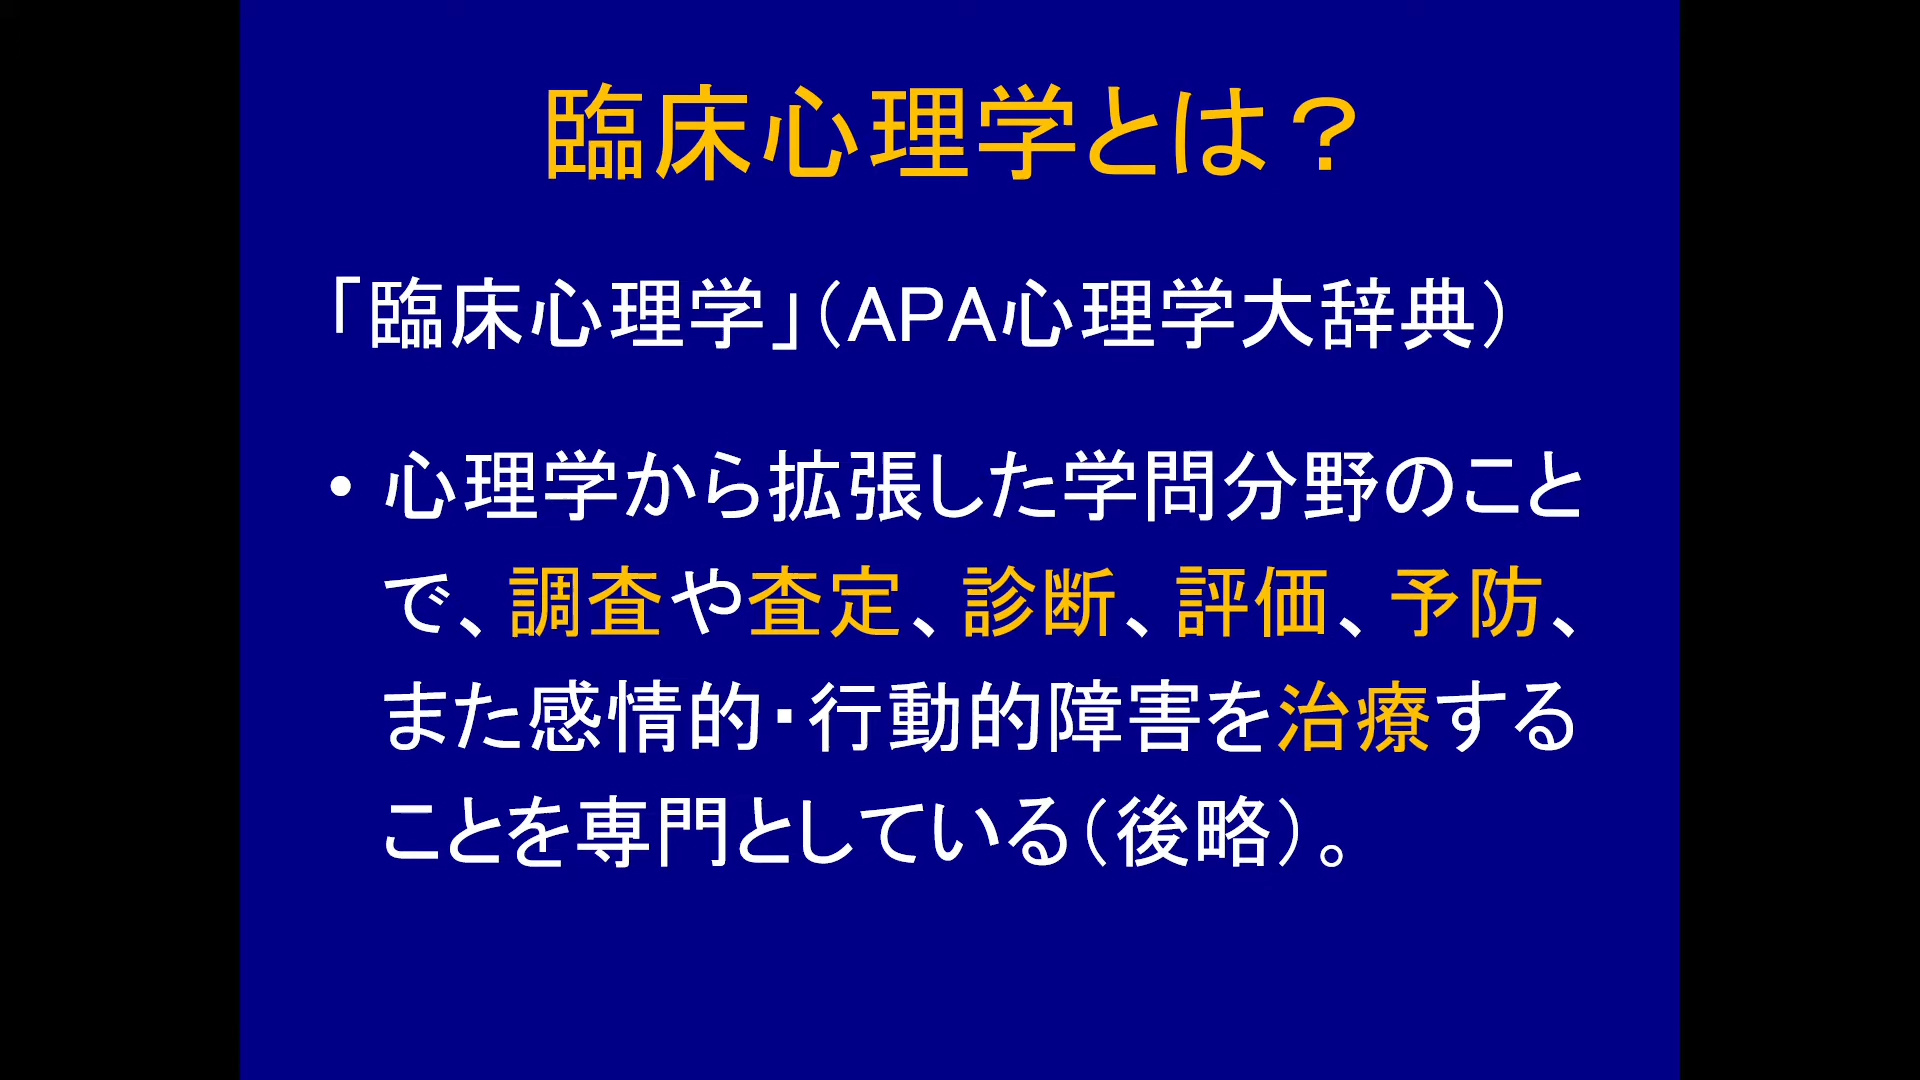 臨床心理学とは？
「臨床心理学」（APA心理学大辞典）
• 心理学から拡張した学問分野のこと
で、調査や査定、診断、評価、予防、
また感情的・行動的障害を治療する
ことを専門としている（後略）。